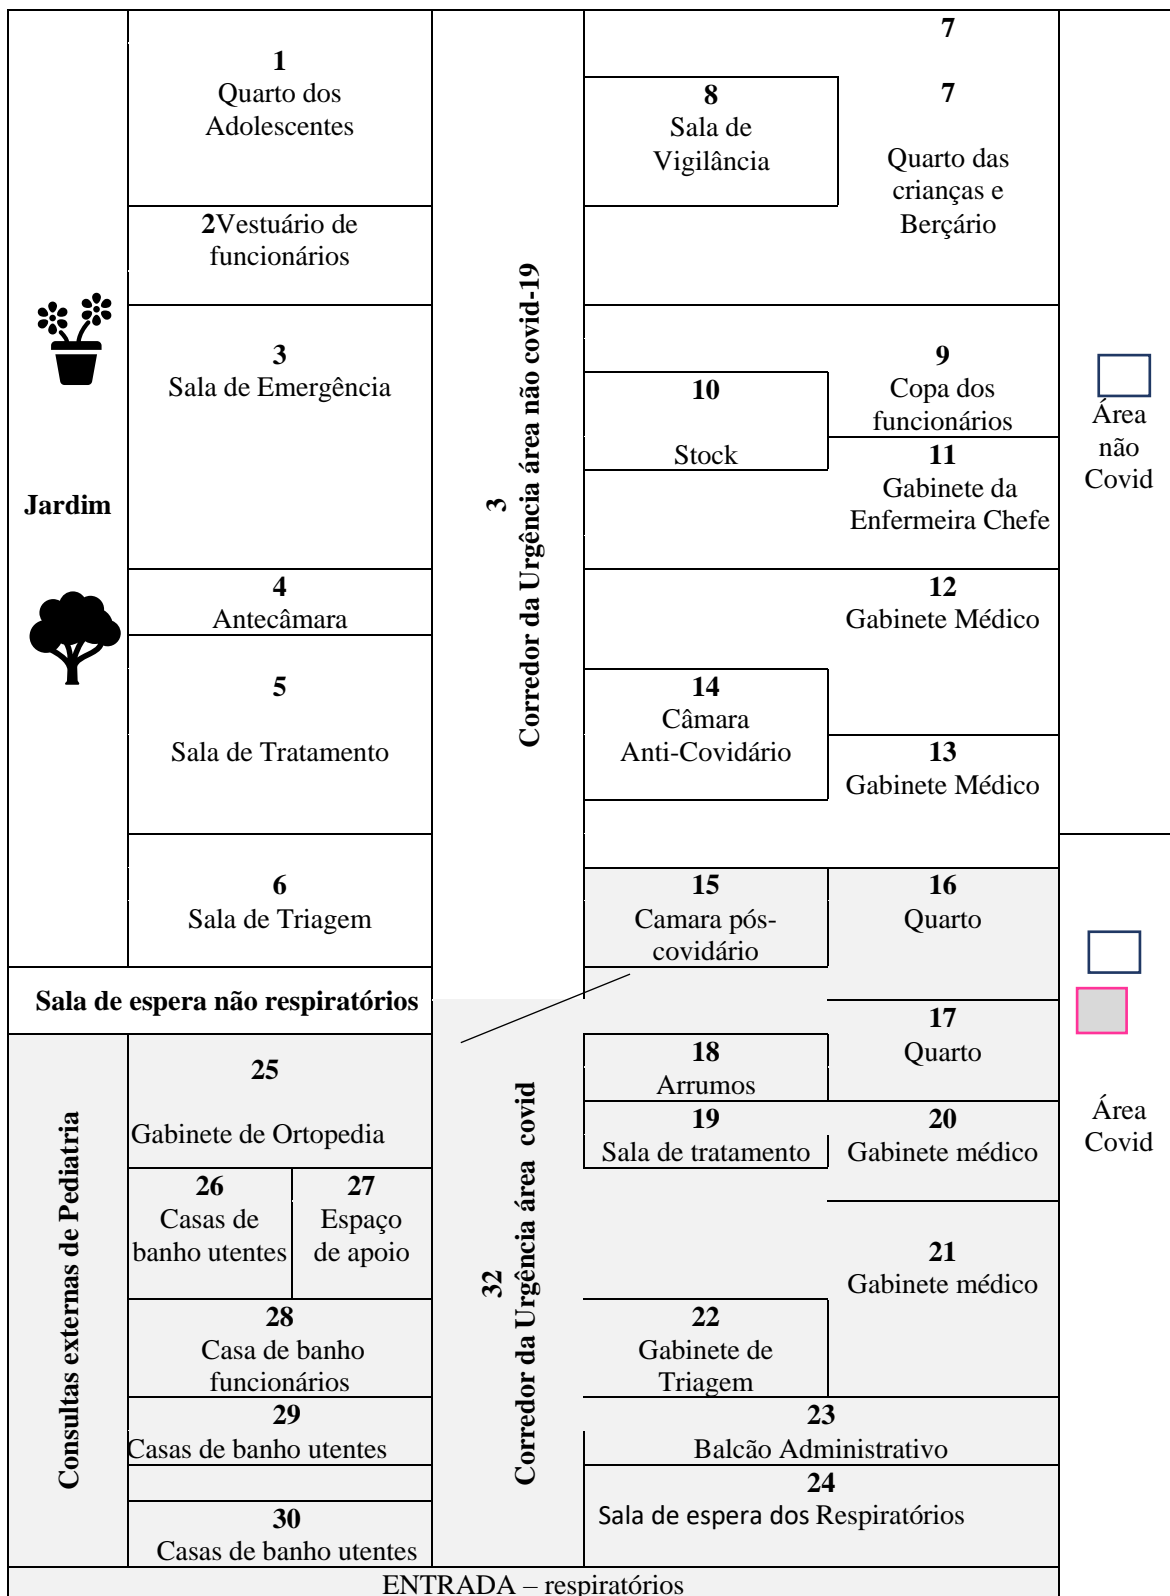 1
Quarto dos
Adolescentes
2Vestuário de
funcionários
3
Sala de Emergência
Jardim
4
Antecâmara
5
Sala de Tratamento
6
Sala de Triagem
Sala de espera não respiratórios
3
Corredor da Urgência área não covid-19
7
7
Quarto das
crianças e
Berçário
8
Sala de
Vigilância
9
Copa dos
funcionários
10
Stock
11
Gabinete da
Enfermeira Chefe
12
Gabinete Médico
14
Câmara
Anti-Covidário
13
Gabinete Médico
Área
não
Covid
15
Camara pós-
covidário
16
Quarto
17
Quarto
18
Arrumos
19
Sala de tratamento
20
Gabinete médico
21
Gabinete médico
22
Gabinete de
Triagem
23
Balcão Administrativo
24
Sala de espera dos Respiratórios
Área
Covid
Consultas externas de Pediatria
25
Gabinete de Ortopedia
26
Casas de
banho utentes
27
Espaço
de apoio
28
Casa de banho
funcionários
29
Casas de banho utentes
30
Casas de banho utentes
32
Corredor da Urgência área covid
ENTRADA – respiratórios